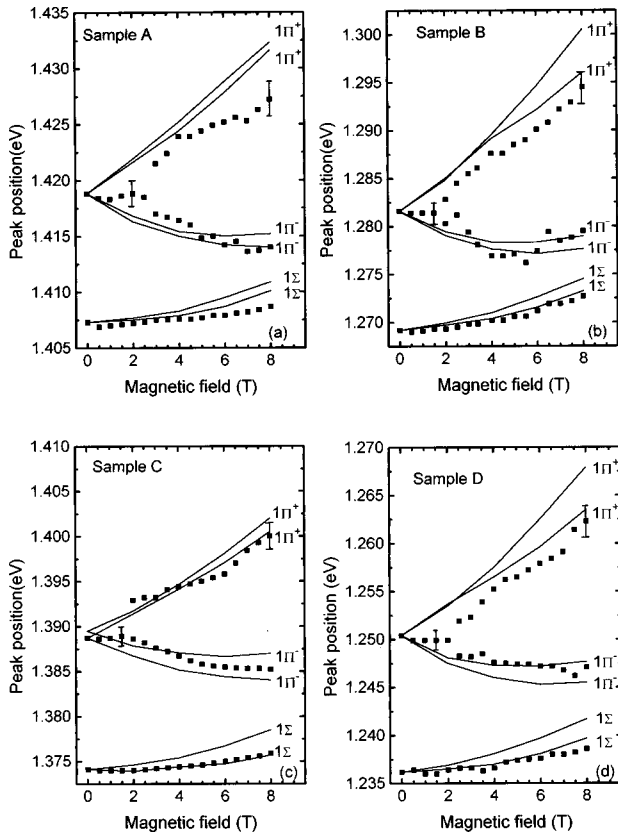 Sample A
1Π⁺
1Π⁺
1Π⁻
1Π⁻
1Σ
1Σ
(a)
Peak position(eV)
1.435
1.430
1.425
1.420
1.415
1.410
1.405
0 2 4 6 8
Magnetic field (T)
Sample B
1Π⁺
1Π⁺
1Π⁻
1Π⁻
1Σ
1Σ
(b)
Peak position (eV)
1.300
1.295
1.290
1.285
1.280
1.275
1.270
0 2 4 6 8
Magnetic field (T)
Sample C
1Π⁺
1Π⁺
1Π⁻
1Π⁻
1Σ
1Σ
(c)
Peak position(eV)
1.410
1.405
1.400
1.395
1.390
1.385
1.380
1.375
0 2 4 6 8
Magnetic field (T)
Sample D
1Π⁺
1Π⁺
1Π⁻
1Π⁻
1Σ
1Σ
(d)
Peak position(eV)
1.270
1.265
1.260
1.255
1.250
1.245
1.240
1.235
0 2 4 6 8
Magnetic field (T)